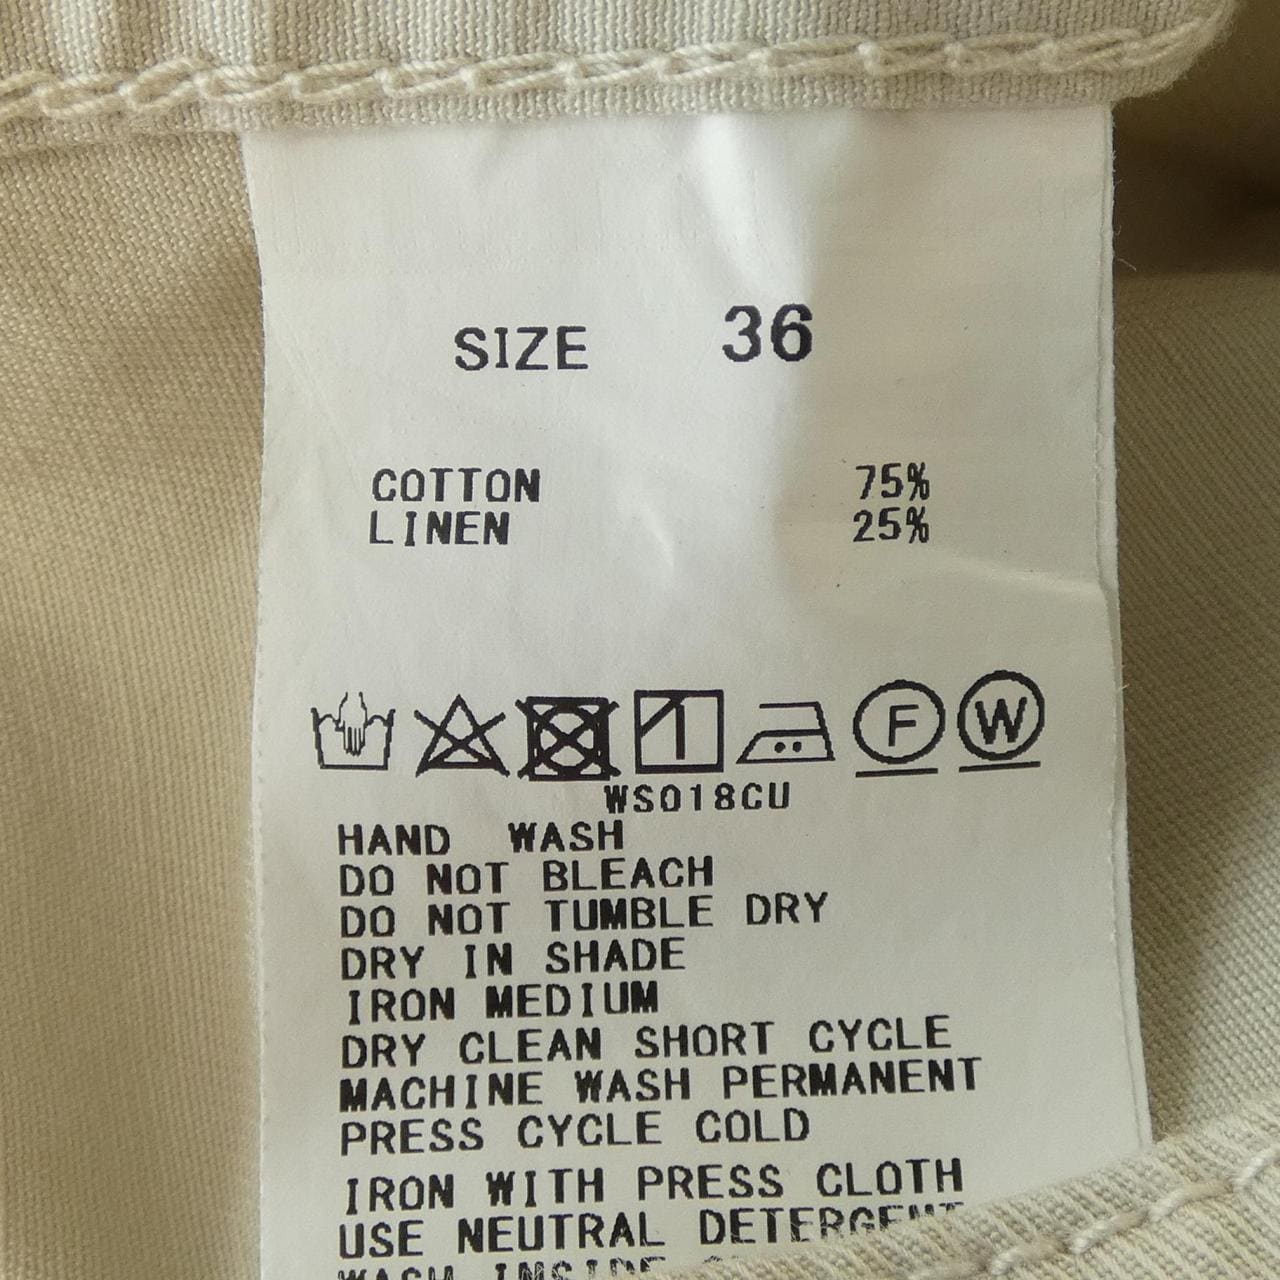 SIZE 36
COTTON 75%
LINEN 25%
F W
WS018CU
HAND WASH
DO NOT BLEACH
DO NOT TUMBLE DRY
DRY IN SHADE
IRON MEDIUM
DRY CLEAN SHORT CYCLE
MACHINE WASH PERMANENT
PRESS CYCLE COLD
IRON WITH PRESS CLOTH
USE NEUTRAL DETERGENT
WASH INSIDE